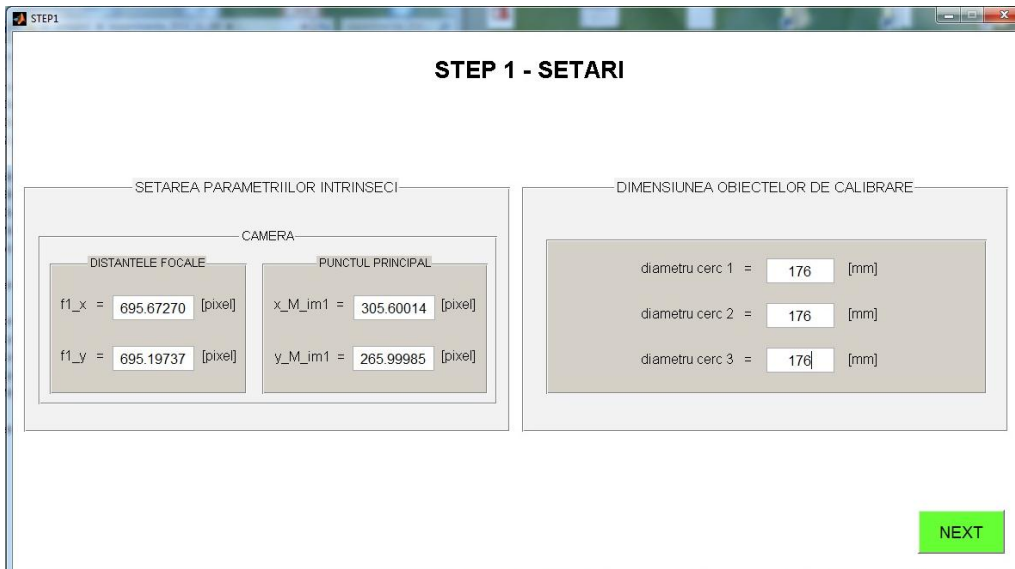 STEP1
STEP 1 - SETARI
SETAREA PARAMETRIILOR INTRINSECI
CAMERA
DISTANTELE FOCALE
f1_x = 695.67270 [pixel]
f1_y = 695.19737 [pixel]
PUNCTUL PRINCIPAL
x_M_im1 = 305.60014 [pixel]
y_M_im1 = 265.99985 [pixel]
DIMENSIUNEA OBIECTELOR DE CALIBRARE
diametru cerc 1 = 176 [mm]
diametru cerc 2 = 176 [mm]
diametru cerc 3 = 176 [mm]
NEXT